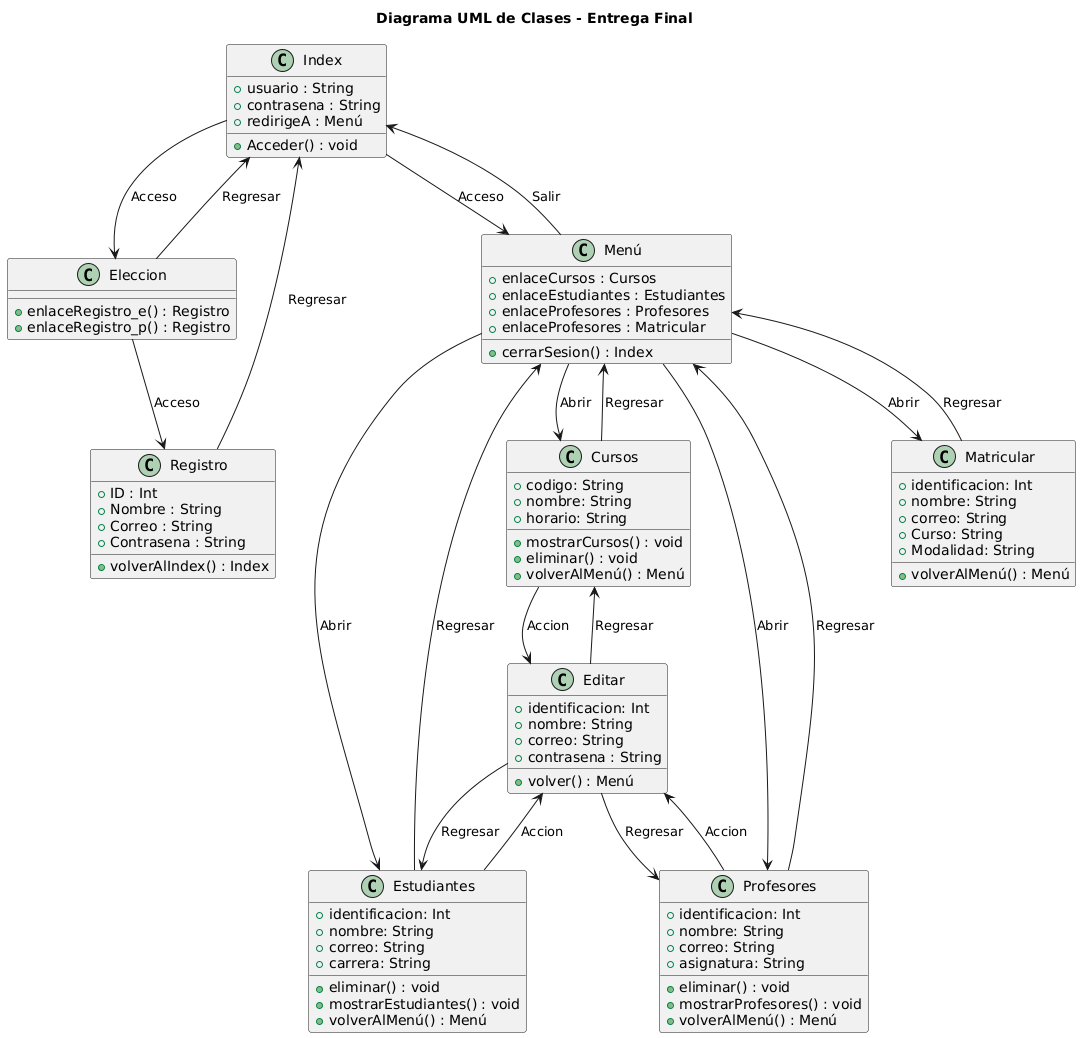 Diagrama UML de Clases - Entrega Final
C Index
usuario : String
contrasena : String
redirigeA : Menú
Acceder() : void
Acceso
Regresar
Acceso
Salir
C Menú
enlaceCursos : Cursos
enlaceEstudiantes : Estudiantes
enlaceProfesores : Profesores
enlaceProfesores : Matricular
cerrarSesion() : Index
C Eleccion
enlaceRegistro_e() : Registro
enlaceRegistro_p() : Registro
Regresar
Acceso
Abrir
Regresar
Abrir
Regresar
C Registro
ID : Int
Nombre : String
Correo : String
Contrasena : String
volverAlIndex() : Index
C Cursos
codigo: String
nombre: String
horario: String
mostrarCursos() : void
eliminar() : void
volverAlMenú() : Menú
C Matricular
identificacion: Int
nombre: String
correo: String
Curso: String
Modalidad: String
volverAlMenú() : Menú
Abrir
Regresar
Accion
Regresar
Abrir
Regresar
C Editar
identificacion: Int
nombre: String
correo: String
contrasena : String
volver() : Menú
Regresar
Accion
Regresar
Accion
C Estudiantes
identificacion: Int
nombre: String
correo: String
carrera: String
eliminar() : void
mostrarEstudiantes() : void
volverAlMenú() : Menú
C Profesores
identificacion: Int
nombre: String
correo: String
asignatura: String
eliminar() : void
mostrarProfesores() : void
volverAlMenú() : Menú